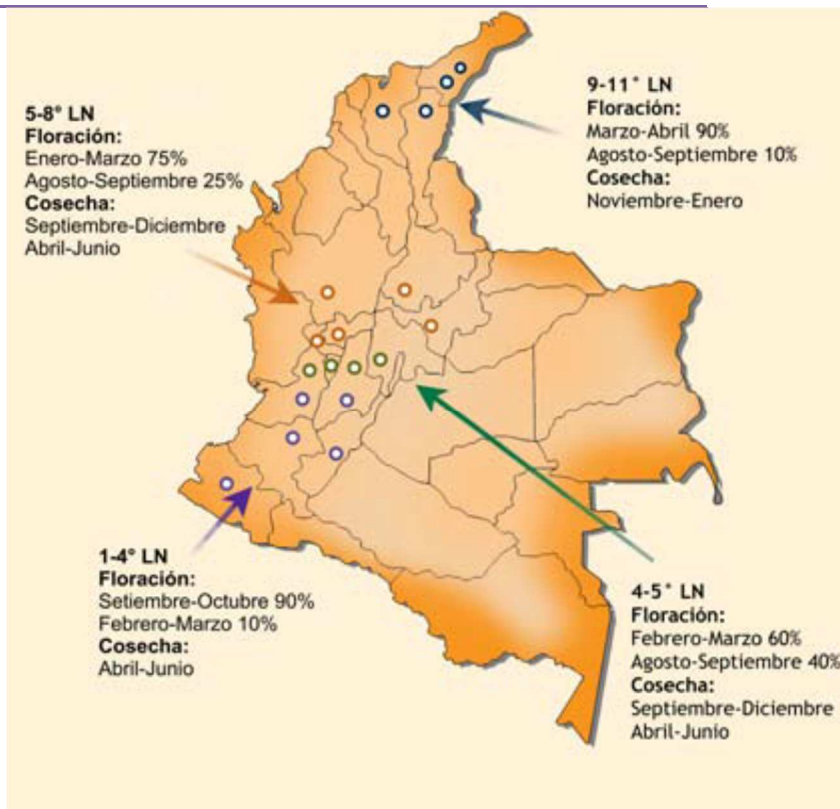 5-8° LN
Floración:
Enero-Marzo 75%
Agosto-Septiembre 25%
Cosecha:
Septiembre-Diciembre
Abril-Junio
9-11° LN
Floración:
Marzo-Abril 90%
Agosto-Septiembre 10%
Cosecha:
Noviembre-Enero
1-4° LN
Floración:
Setiembre-Octubre 90%
Febrero-Marzo 10%
Cosecha:
Abril-Junio
4-5° LN
Floración:
Febrero-Marzo 60%
Agosto-Septiembre 40%
Cosecha:
Septiembre-Diciembre
Abril-Junio